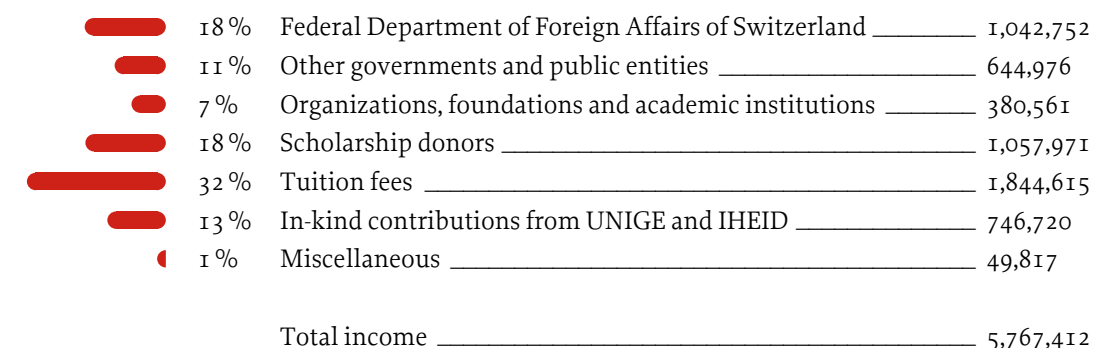 18 % Federal Department of Foreign Affairs of Switzerland 1,042,752
11 % Other governments and public entities 644,976
7 % Organizations, foundations and academic institutions 380,561
18 % Scholarship donors 1,057,971
32 % Tuition fees 1,844,615
13 % In-kind contributions from UNIGE and IHEID 746,720
1 % Miscellaneous 49,817
Total income 5,767,412